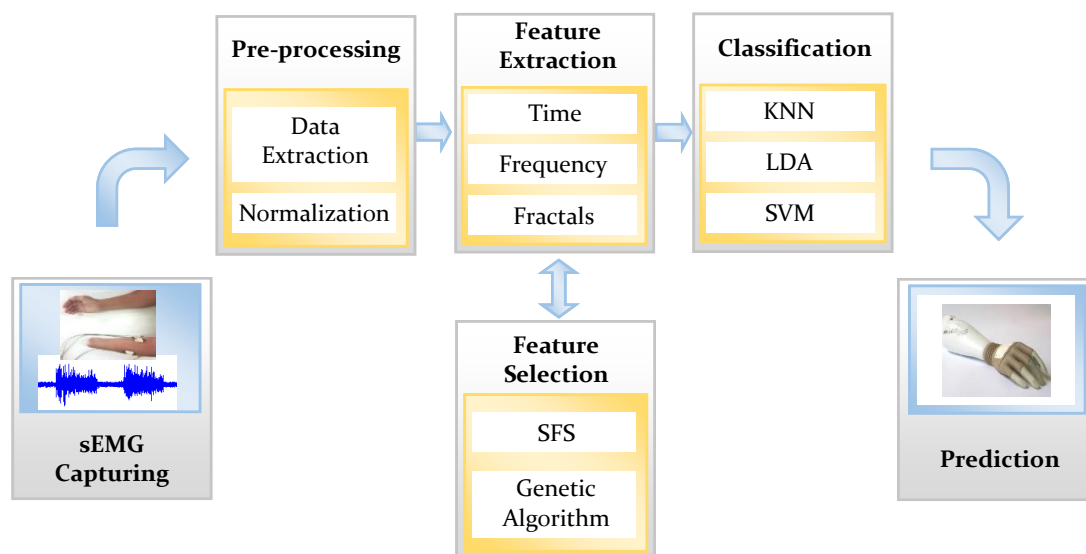 Pre-processing
Data
Extraction
Normalization
Feature
Extraction
Time
Frequency
Fractals
Classification
KNN
LDA
SVM
sEMG
Capturing
Feature
Selection
SFS
Genetic
Algorithm
Prediction